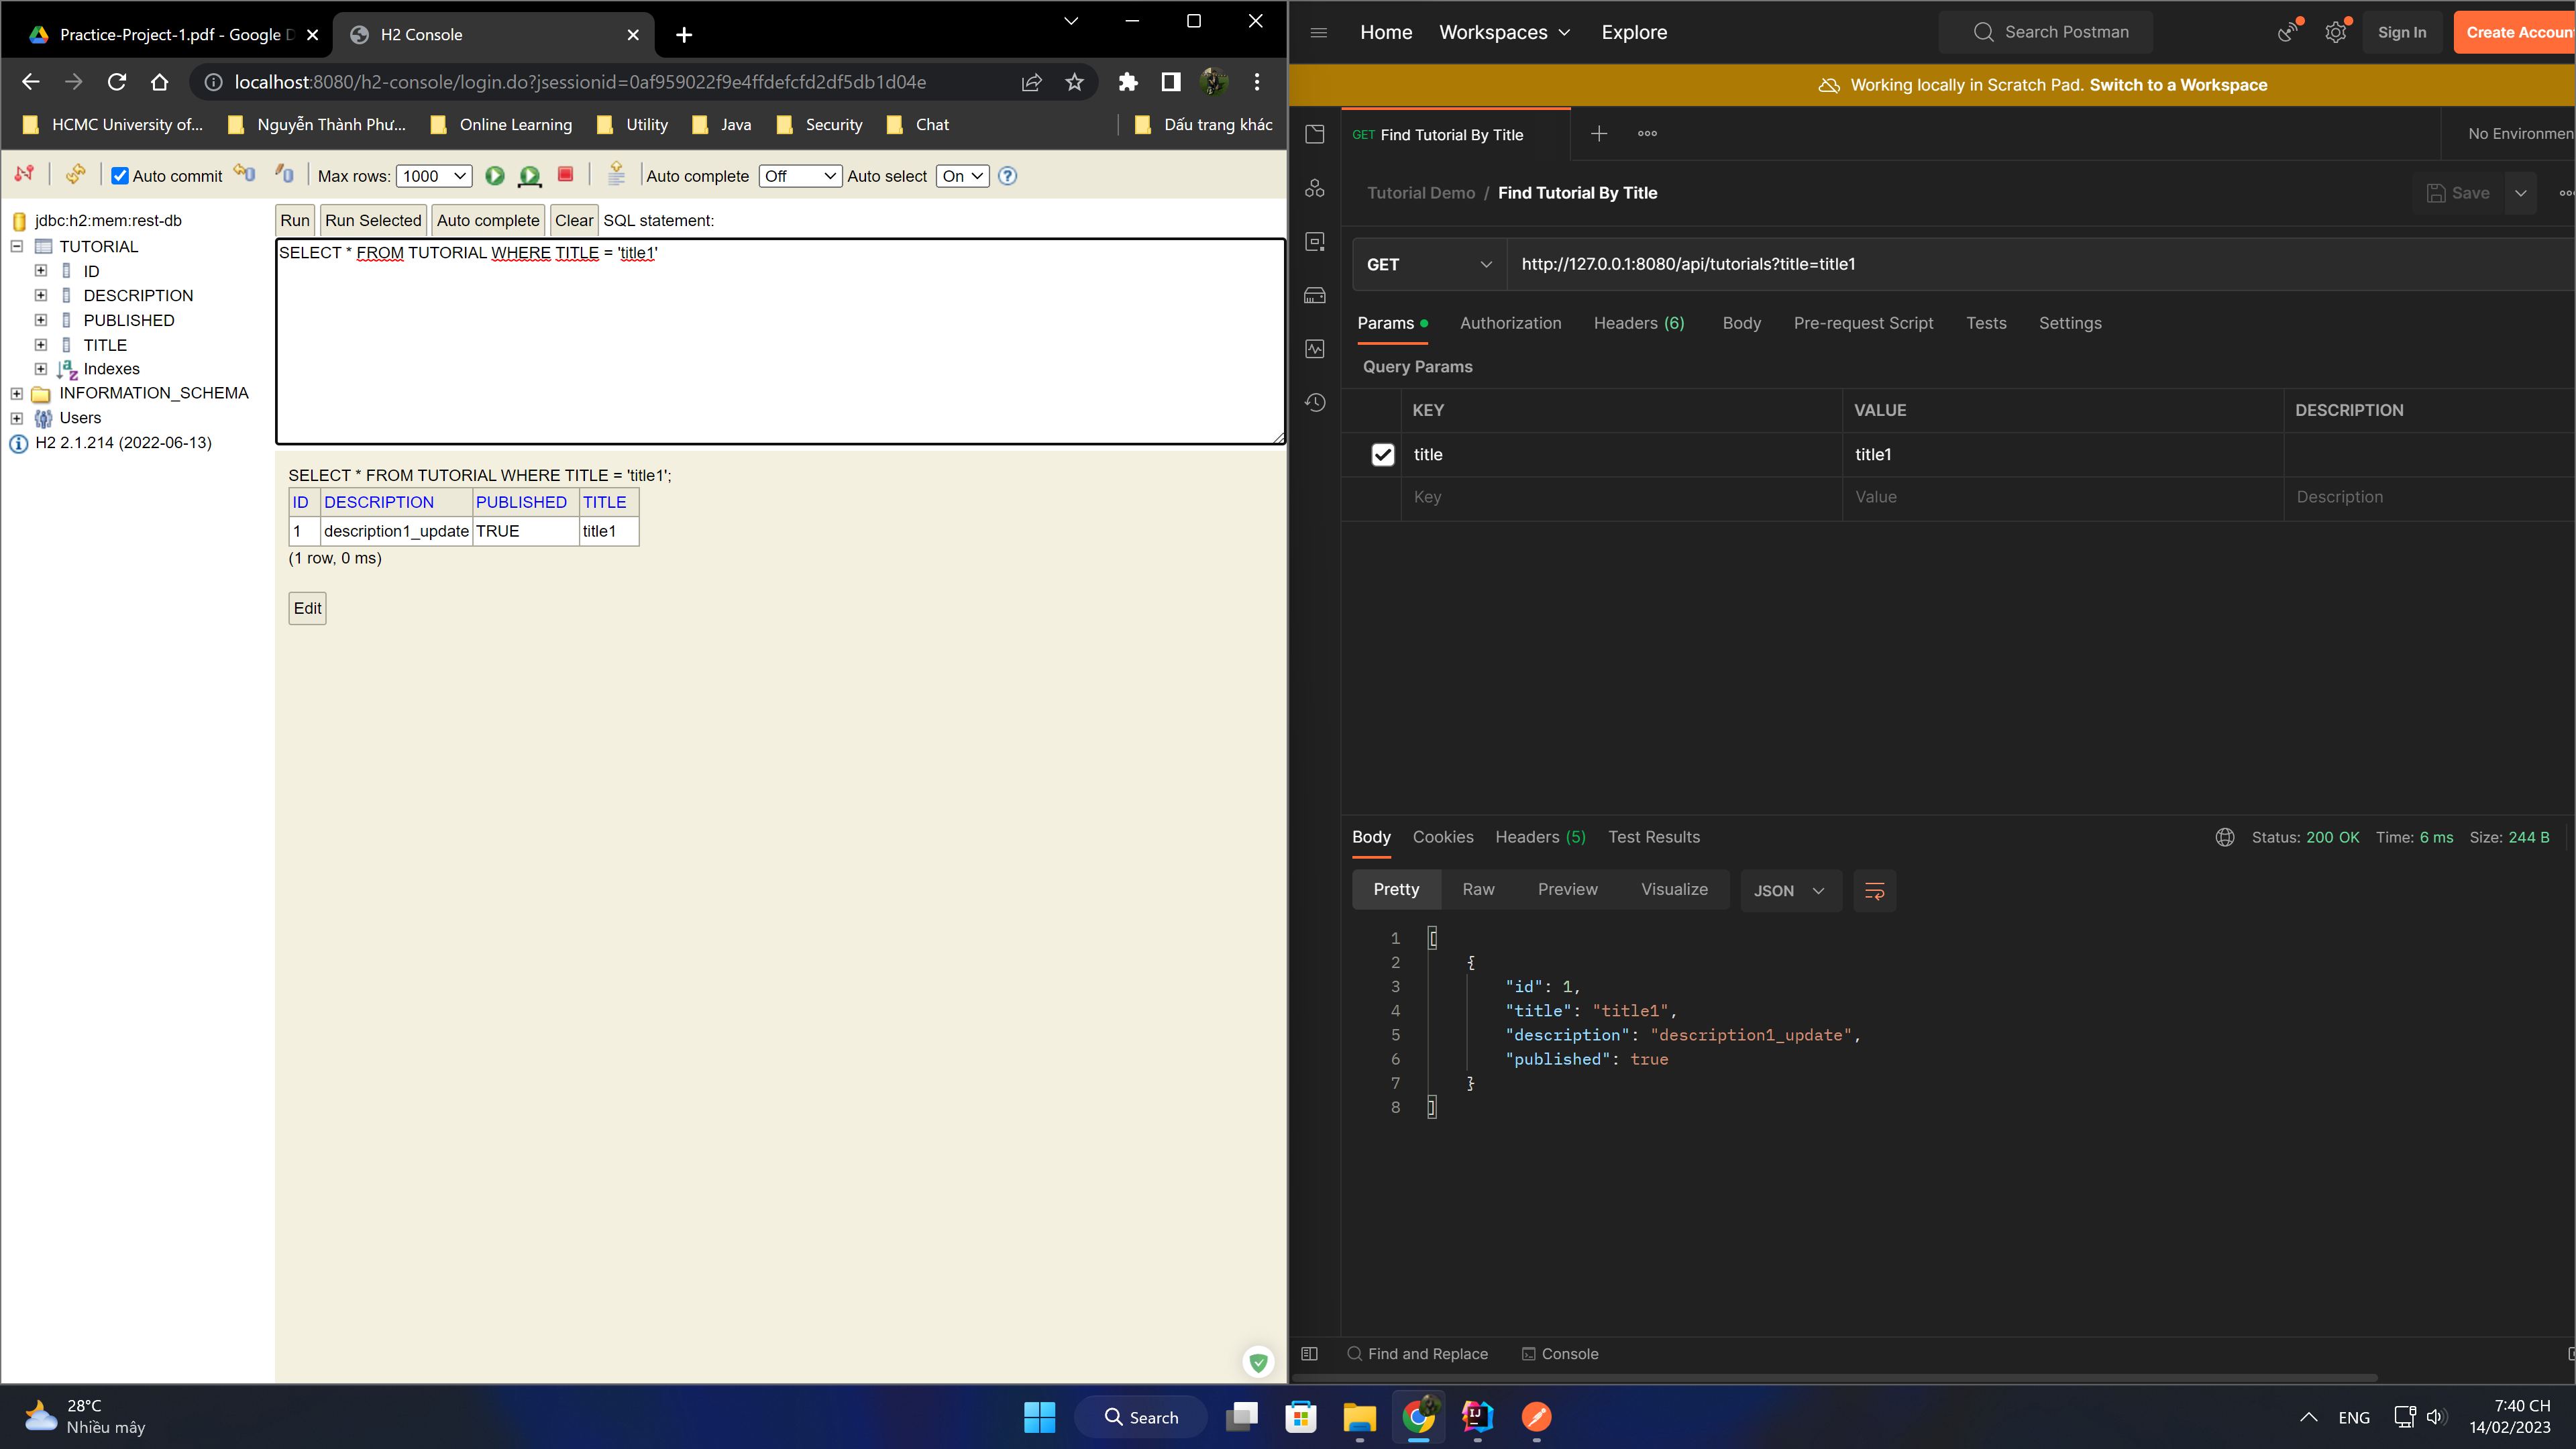 Practice-Project-1.pdf - Google D
H2 Console
localhost:8080/h2-console/login.do?jsessionid=0af959022f9e4ffdefcfd2df5db1d04e
HCMC University of...
Nguyễn Thành Phư...
Online Learning
Utility
Java
Security
Chat
Dấu trang khác
Auto commit
Max rows: 1000
Auto complete Off
Auto select On
jdbc:h2:mem:rest-db
TUTORIAL
ID
DESCRIPTION
PUBLISHED
TITLE
Indexes
INFORMATION_SCHEMA
Users
H2 2.1.214 (2022-06-13)
Run Run Selected Auto complete Clear SQL statement:
SELECT * FROM TUTORIAL WHERE TITLE = 'title1'
SELECT * FROM TUTORIAL WHERE TITLE = 'title1';
ID DESCRIPTION PUBLISHED TITLE
1 description1_update TRUE title1
(1 row, 0 ms)
Edit
Home Workspaces Explore
Search Postman
Sign In
Create Accoun
Working locally in Scratch Pad. Switch to a Workspace
GET Find Tutorial By Title
No Environmen
Tutorial Demo / Find Tutorial By Title
Save
GET http://127.0.0.1:8080/api/tutorials?title=title1
Params Authorization Headers (6) Body Pre-request Script Tests Settings
Query Params
KEY VALUE DESCRIPTION
title title1
Key Value Description
Body Cookies Headers (5) Test Results
Status: 200 OK Time: 6 ms Size: 244 B
Pretty Raw Preview Visualize JSON
1 [
2 {
3 "id": 1,
4 "title": "title1",
5 "description": "description1_update",
6 "published": true
7 }
8 ]
Find and Replace Console
28°C
Nhiều mây
Search
ENG
7:40 CH
14/02/2023